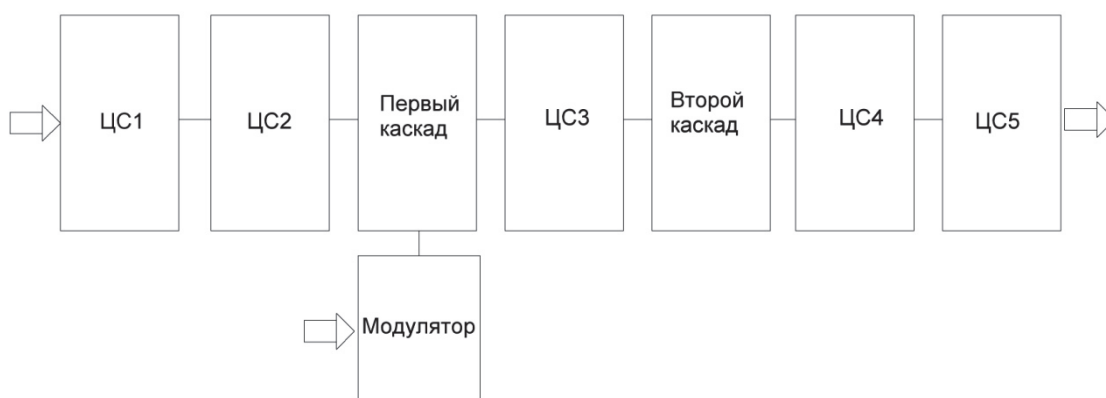 ЦС1
ЦС2
Первый
каскад
ЦС3
Второй
каскад
ЦС4
ЦС5
Модулятор